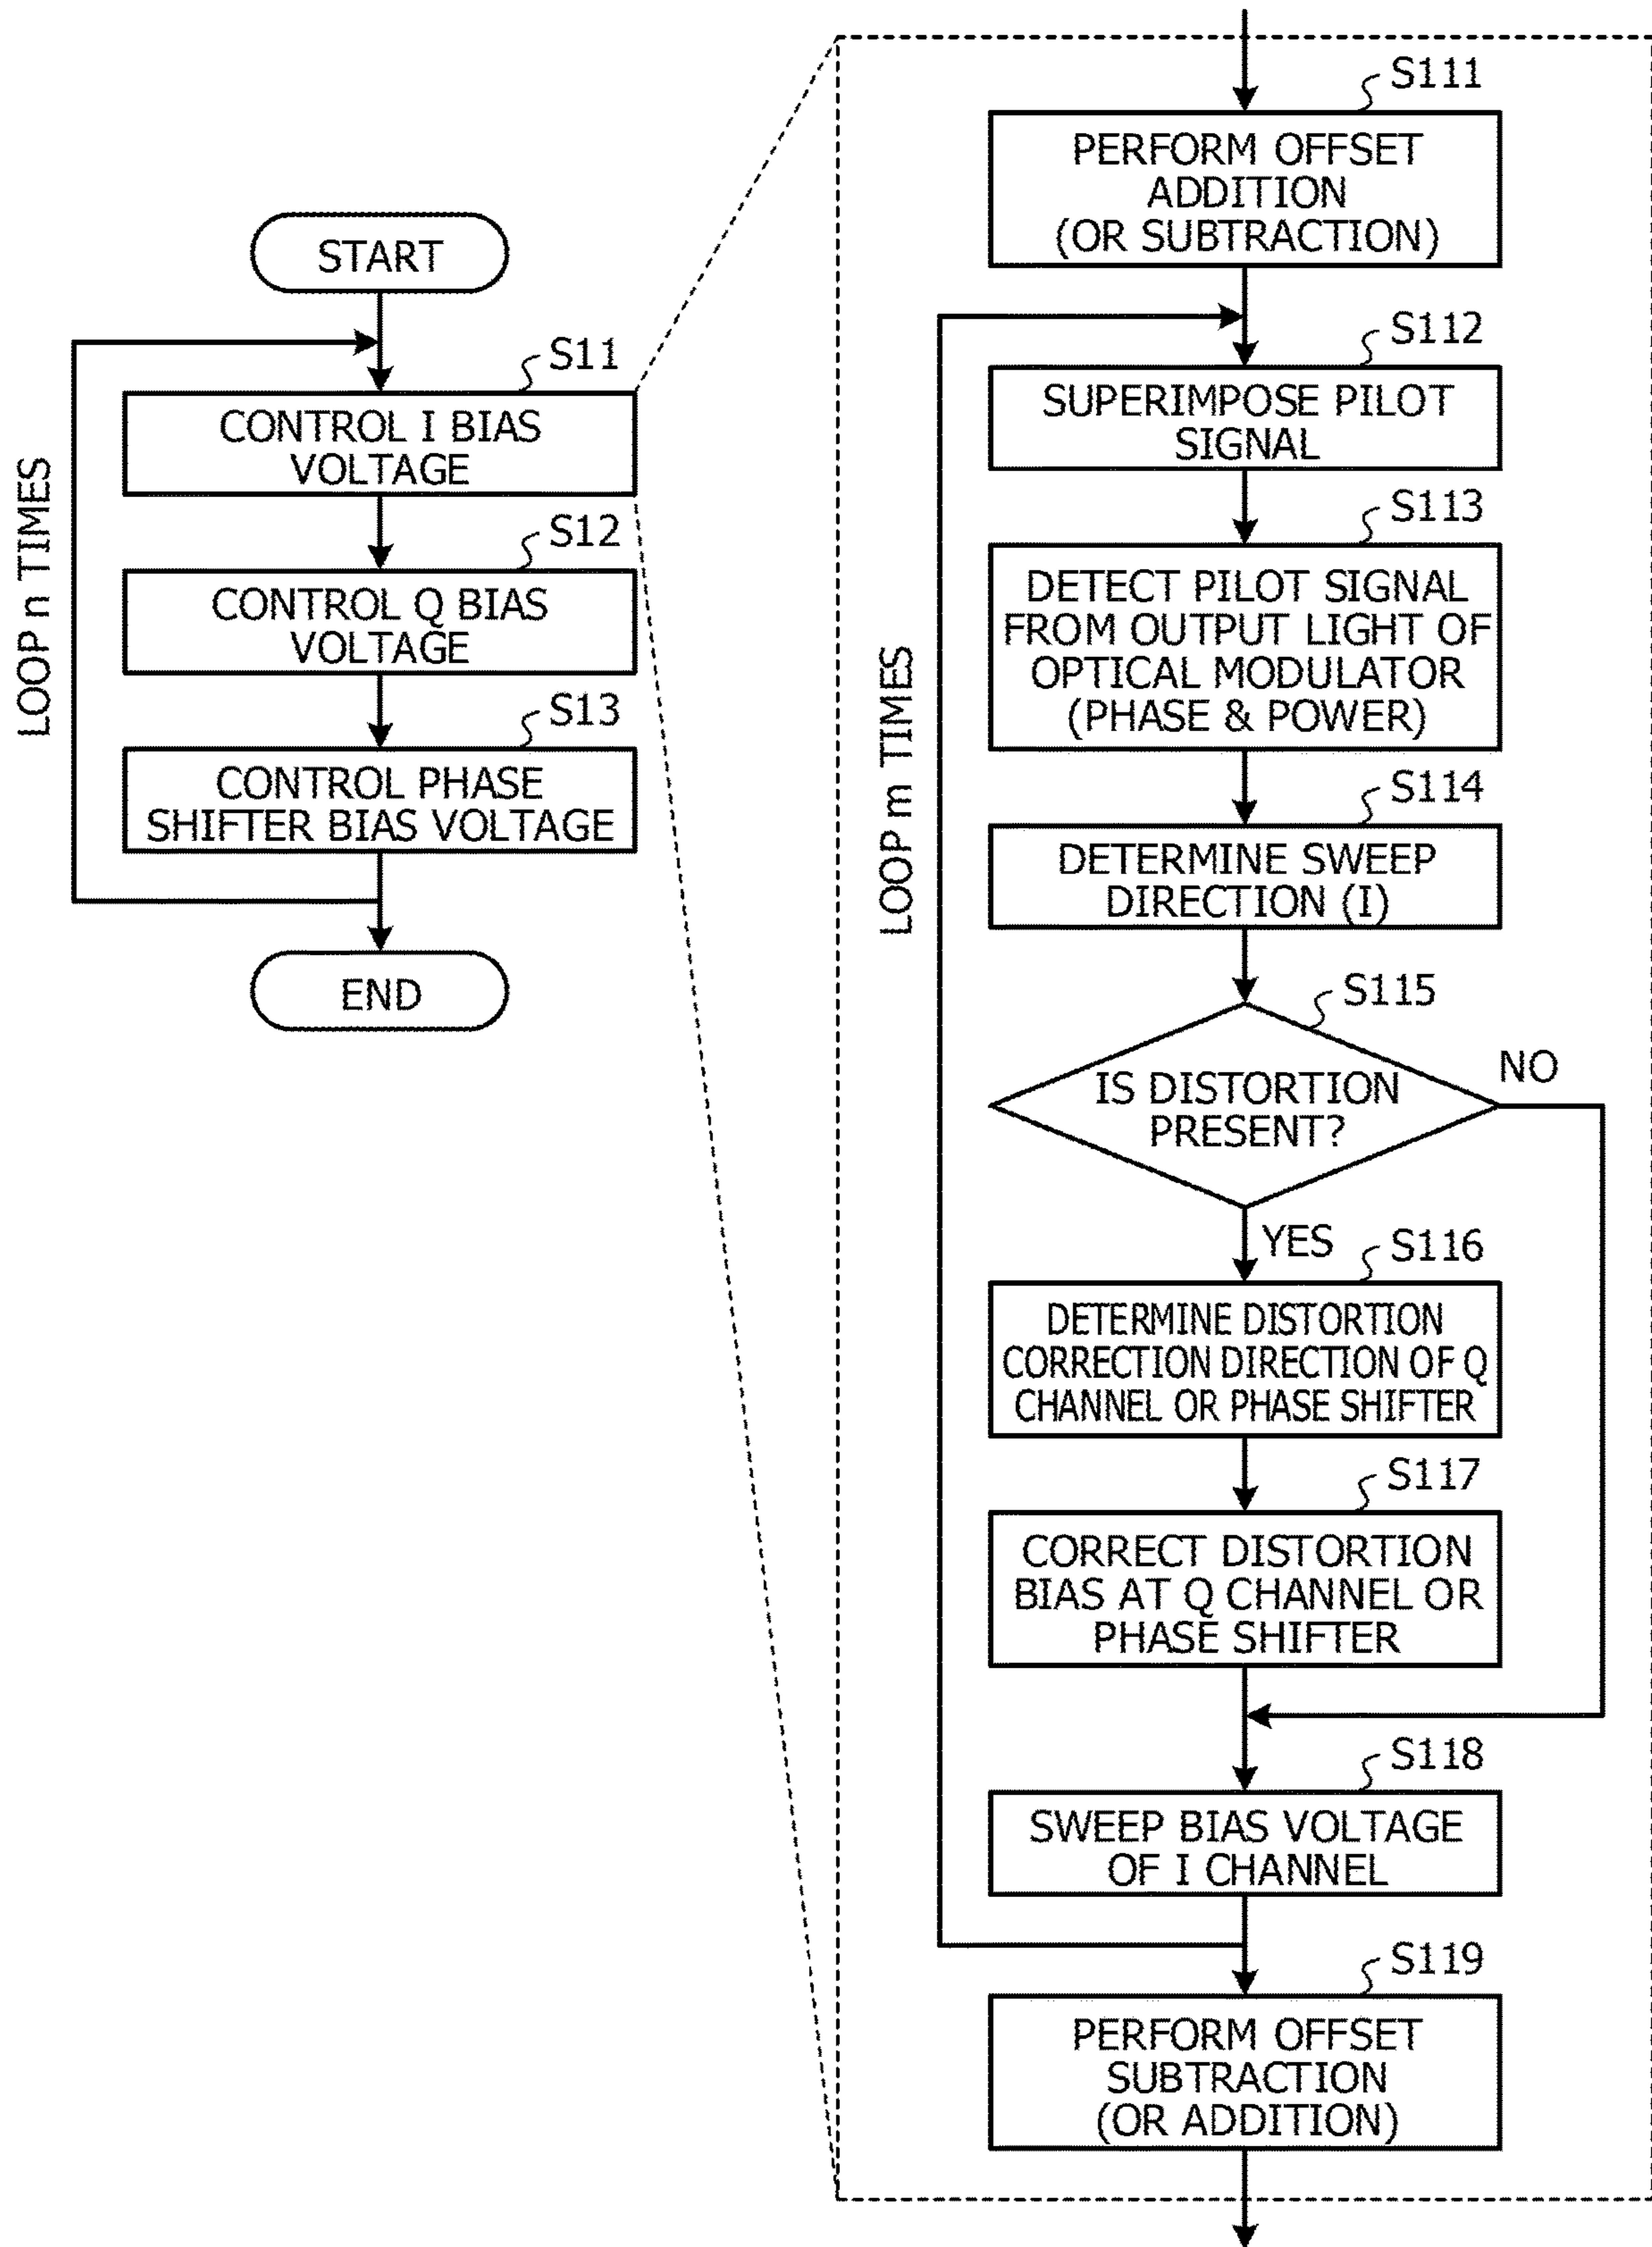 START
LOOP n TIMES
S11
CONTROL I BIAS
VOLTAGE
S12
CONTROL Q BIAS
VOLTAGE
S13
CONTROL PHASE
SHIFTER BIAS VOLTAGE
END
S111
PERFORM OFFSET
ADDITION
(OR SUBTRACTION)
LOOP m TIMES
S112
SUPERIMPOSE PILOT
SIGNAL
S113
DETECT PILOT SIGNAL
FROM OUTPUT LIGHT OF
OPTICAL MODULATOR
(PHASE & POWER)
S114
DETERMINE SWEEP
DIRECTION (I)
S115
IS DISTORTION
PRESENT?
NO
YES
S116
DETERMINE DISTORTION
CORRECTION DIRECTION OF Q
CHANNEL OR PHASE SHIFTER
S117
CORRECT DISTORTION
BIAS AT Q CHANNEL OR
PHASE SHIFTER
S118
SWEEP BIAS VOLTAGE
OF I CHANNEL
S119
PERFORM OFFSET
SUBTRACTION
(OR ADDITION)